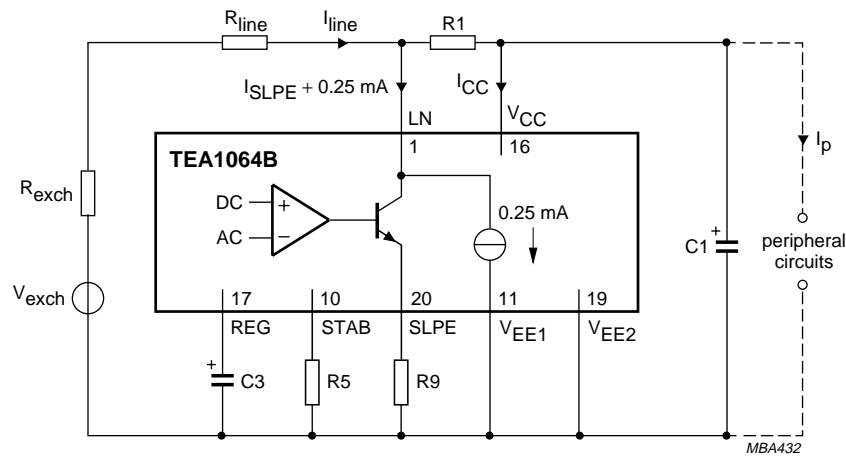 Rline
Iline
R1
ISLPE + 0.25 mA
ICC
LN
VCC
1
16
Ip
TEA1064B
Rexch
DC
+
AC
−
0.25 mA
C1
+
peripheral
circuits
Vexch
17
10
20
11
19
REG
STAB
SLPE
VEE1
VEE2
+
C3
R5
R9
MBA432